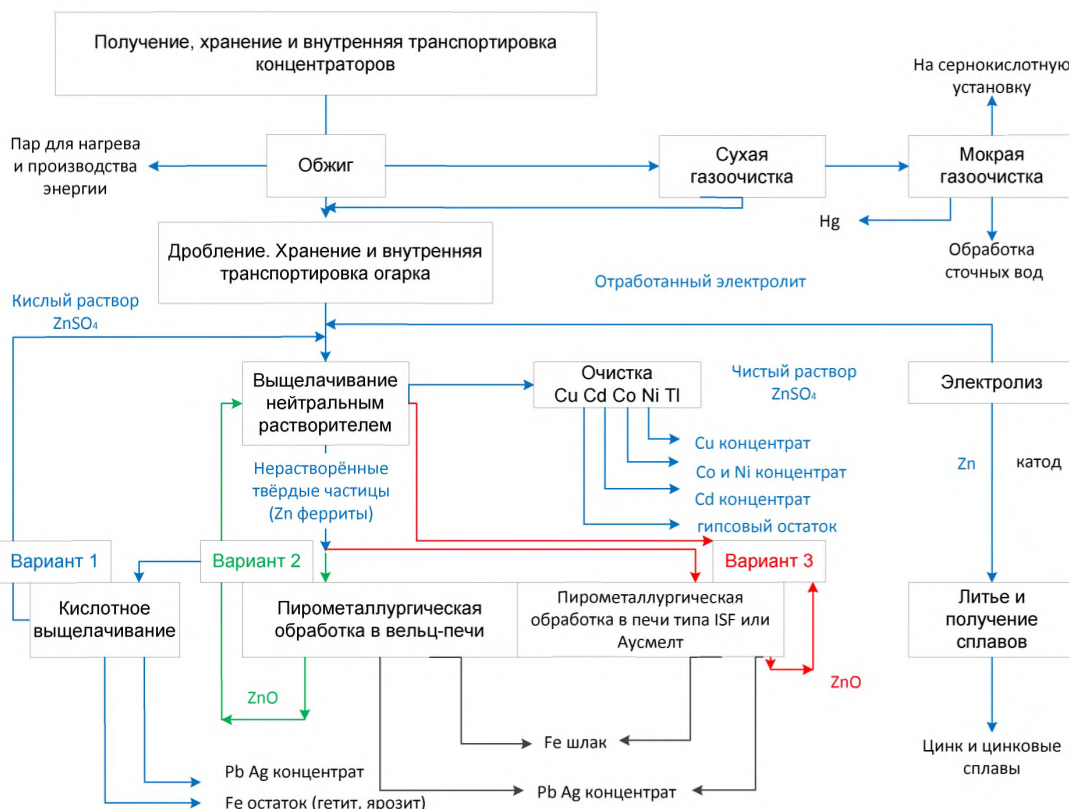 Получение, хранение и внутренняя транспортировка
концентраторов
На сернокислотную
установку
Пар для нагрева
и производства
энергии
Обжиг
Сухая
газоочистка
Мокрая
газоочистка
Hg
Обработка
сточных вод
Дробление. Хранение и внутренняя
транспортировка огарка
Отработанный электролит
Кислый раствор
ZnSO₄
Выщелачивание
нейтральным
растворителем
Очистка
Cu Cd Co Ni Tl
Чистый раствор
ZnSO₄
Электролиз
Cu концентрат
Co и Ni концентрат
Cd концентрат
гипсовый остаток
Zn
катод
Нерастворённые
твёрдые частицы
(Zn ферриты)
Вариант 1
Вариант 2
Вариант 3
Кислотное
выщелачивание
Пирометаллургическая
обработка в вельц-печи
Пирометаллургическая
обработка в печи типа ISF или
Аусмелт
Литье и
получение
сплавов
ZnO
ZnO
Fe шлак
Цинк и цинковые
сплавы
Pb Ag концентрат
Pb Ag концентрат
Fe остаток (гетит, ярозит)